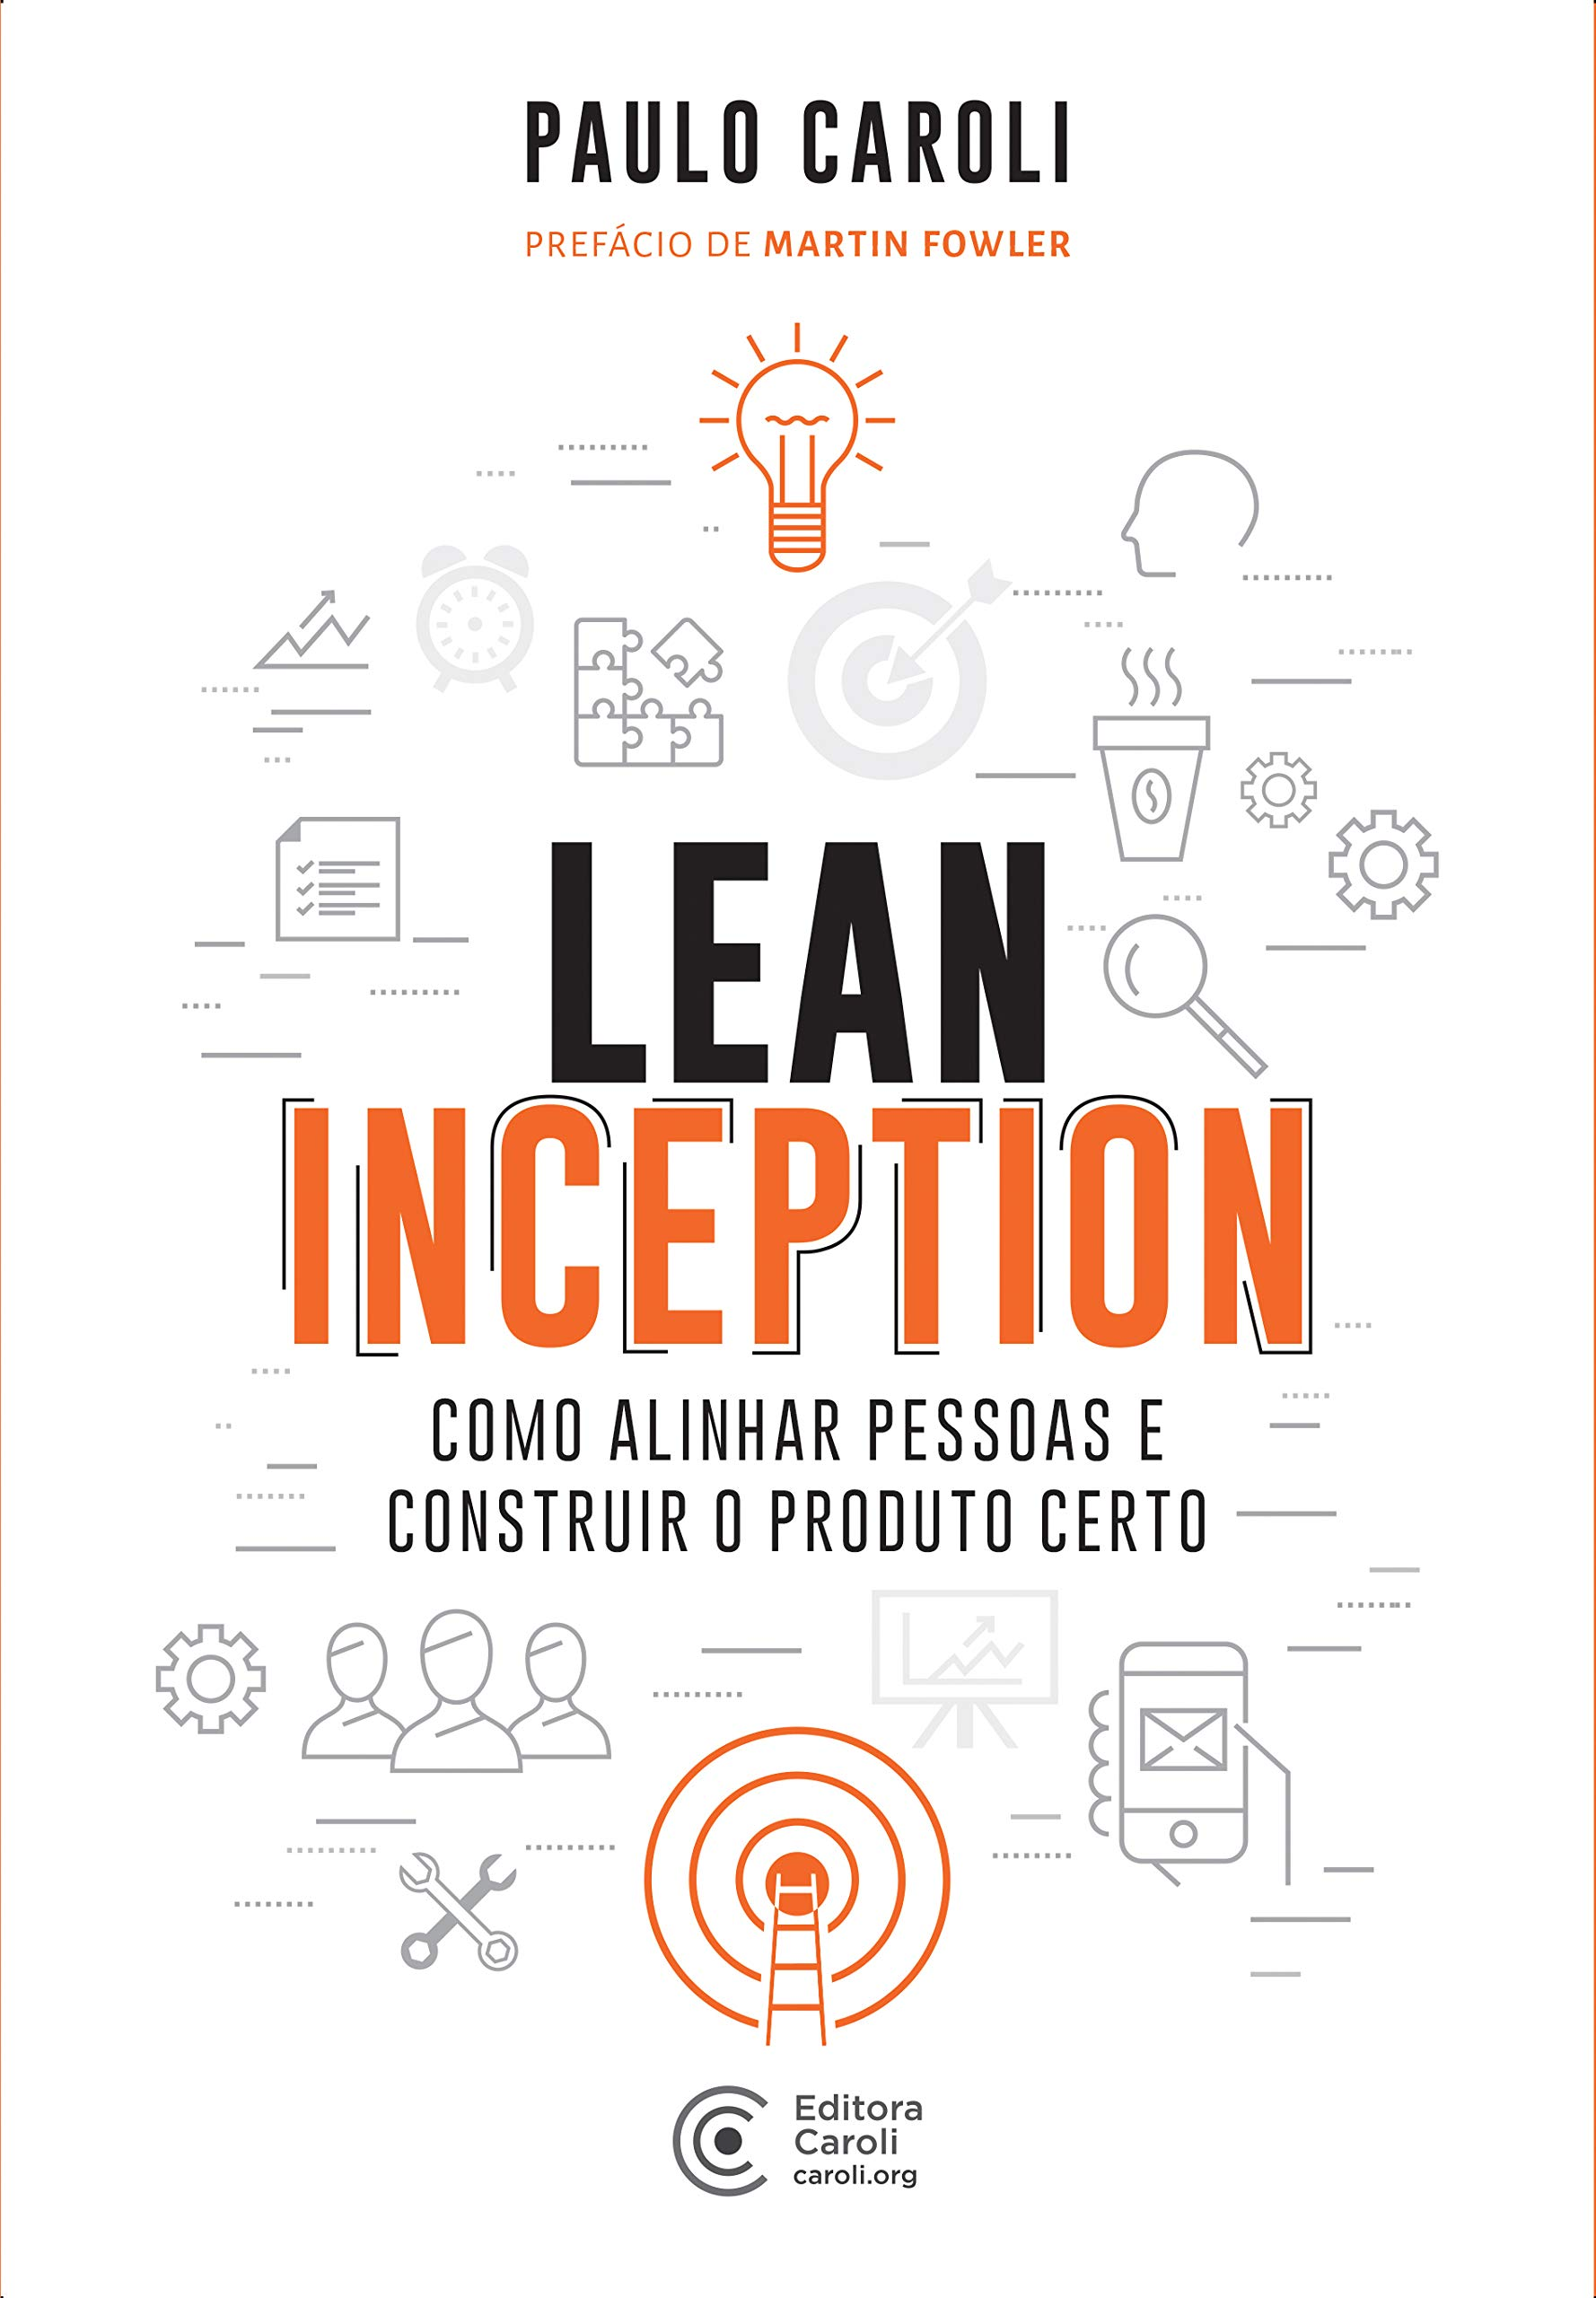 PAULO CAROLI
PREFÁCIO DE MARTIN FOWLER
LEAN
INCEPTION
COMO ALINHAR PESSOAS E
CONSTRUIR O PRODUTO CERTO
Editora
Caroli
caroli.org